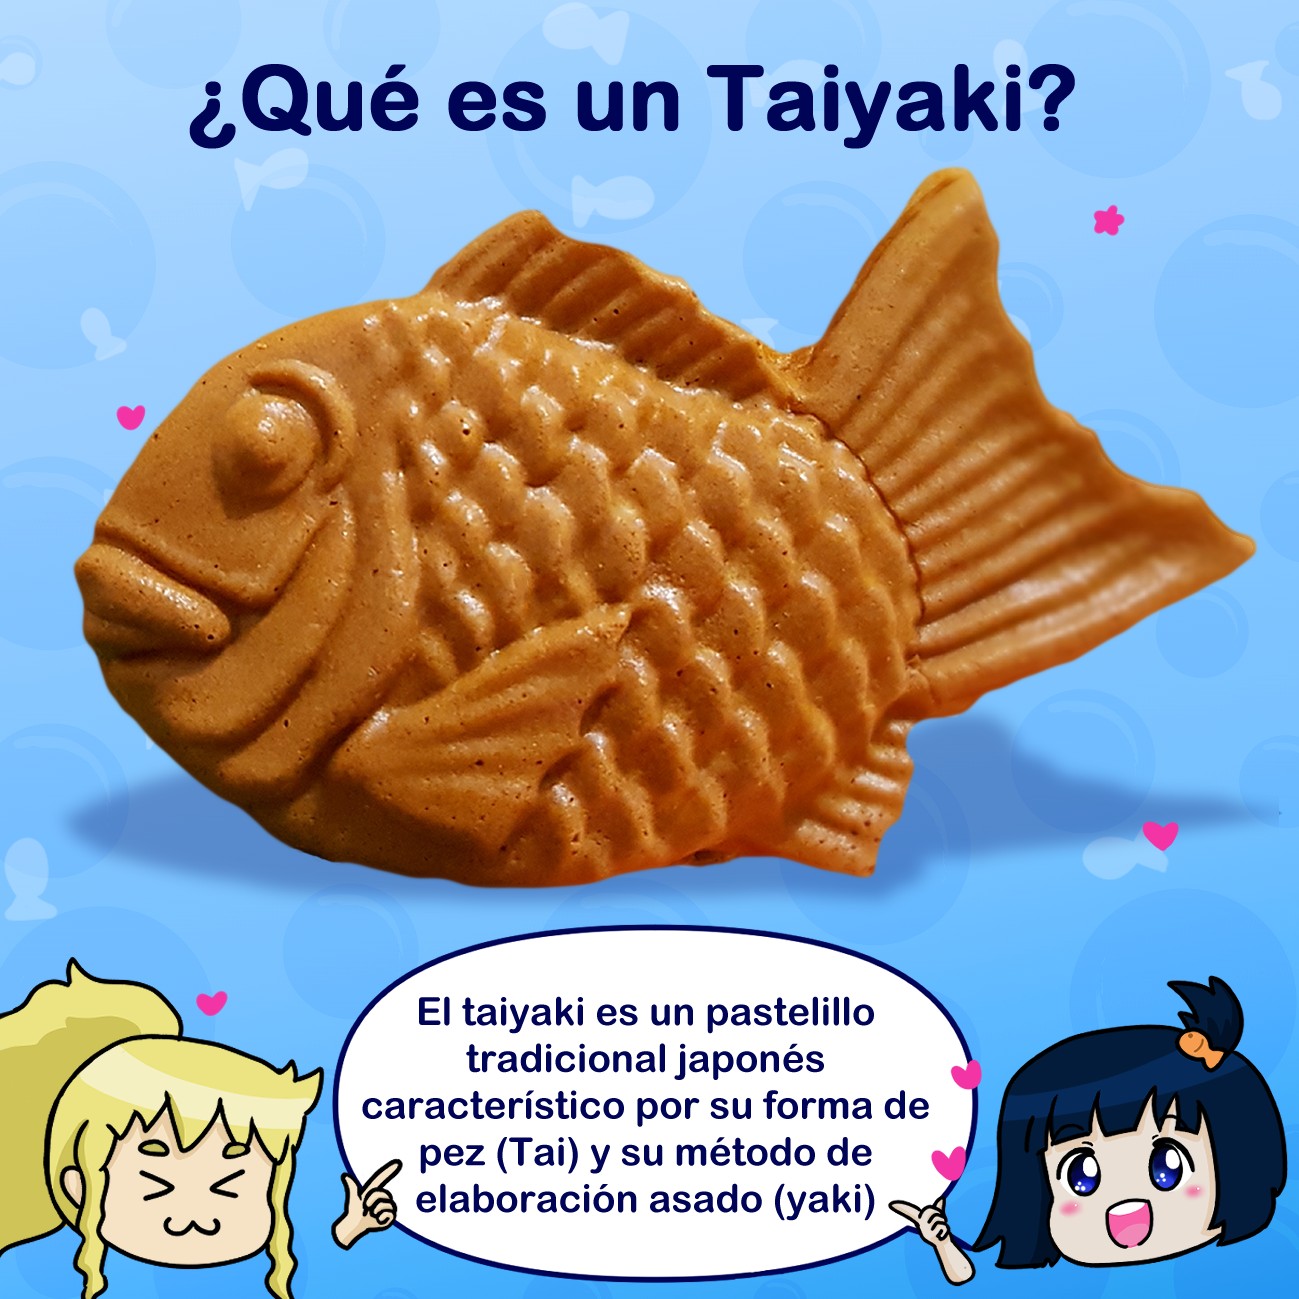 ¿Qué es un Taiyaki?
El taiyaki es un pastelillo
tradicional japonés
característico por su forma de
pez (Tai) y su método de
elaboración asado (yaki)